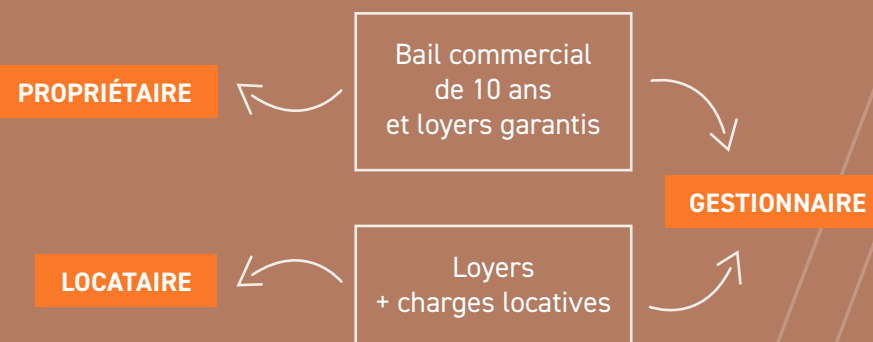 Bail commercial
de 10 ans
et loyers garantis
PROPRIÉTAIRE
GESTIONNAIRE
LOCATAIRE
Loyers
+ charges locatives